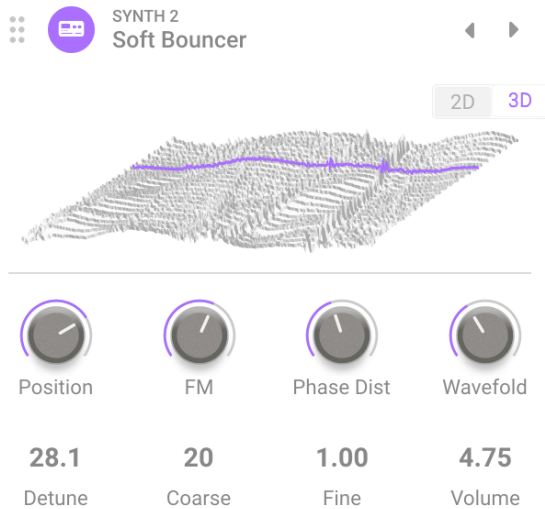 SYNTH 2
Soft Bouncer
2D 3D
Position FM Phase Dist Wavefold
28.1 20 1.00 4.75
Detune Coarse Fine Volume